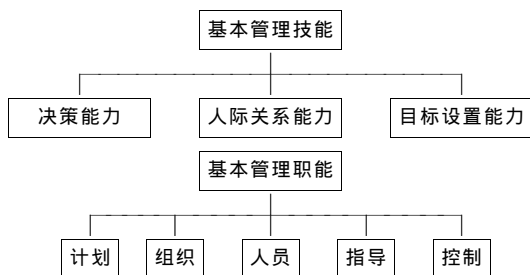 基本管理技能
决策能力 人际关系能力 目标设置能力
基本管理职能
计划 组织 人员 指导 控制